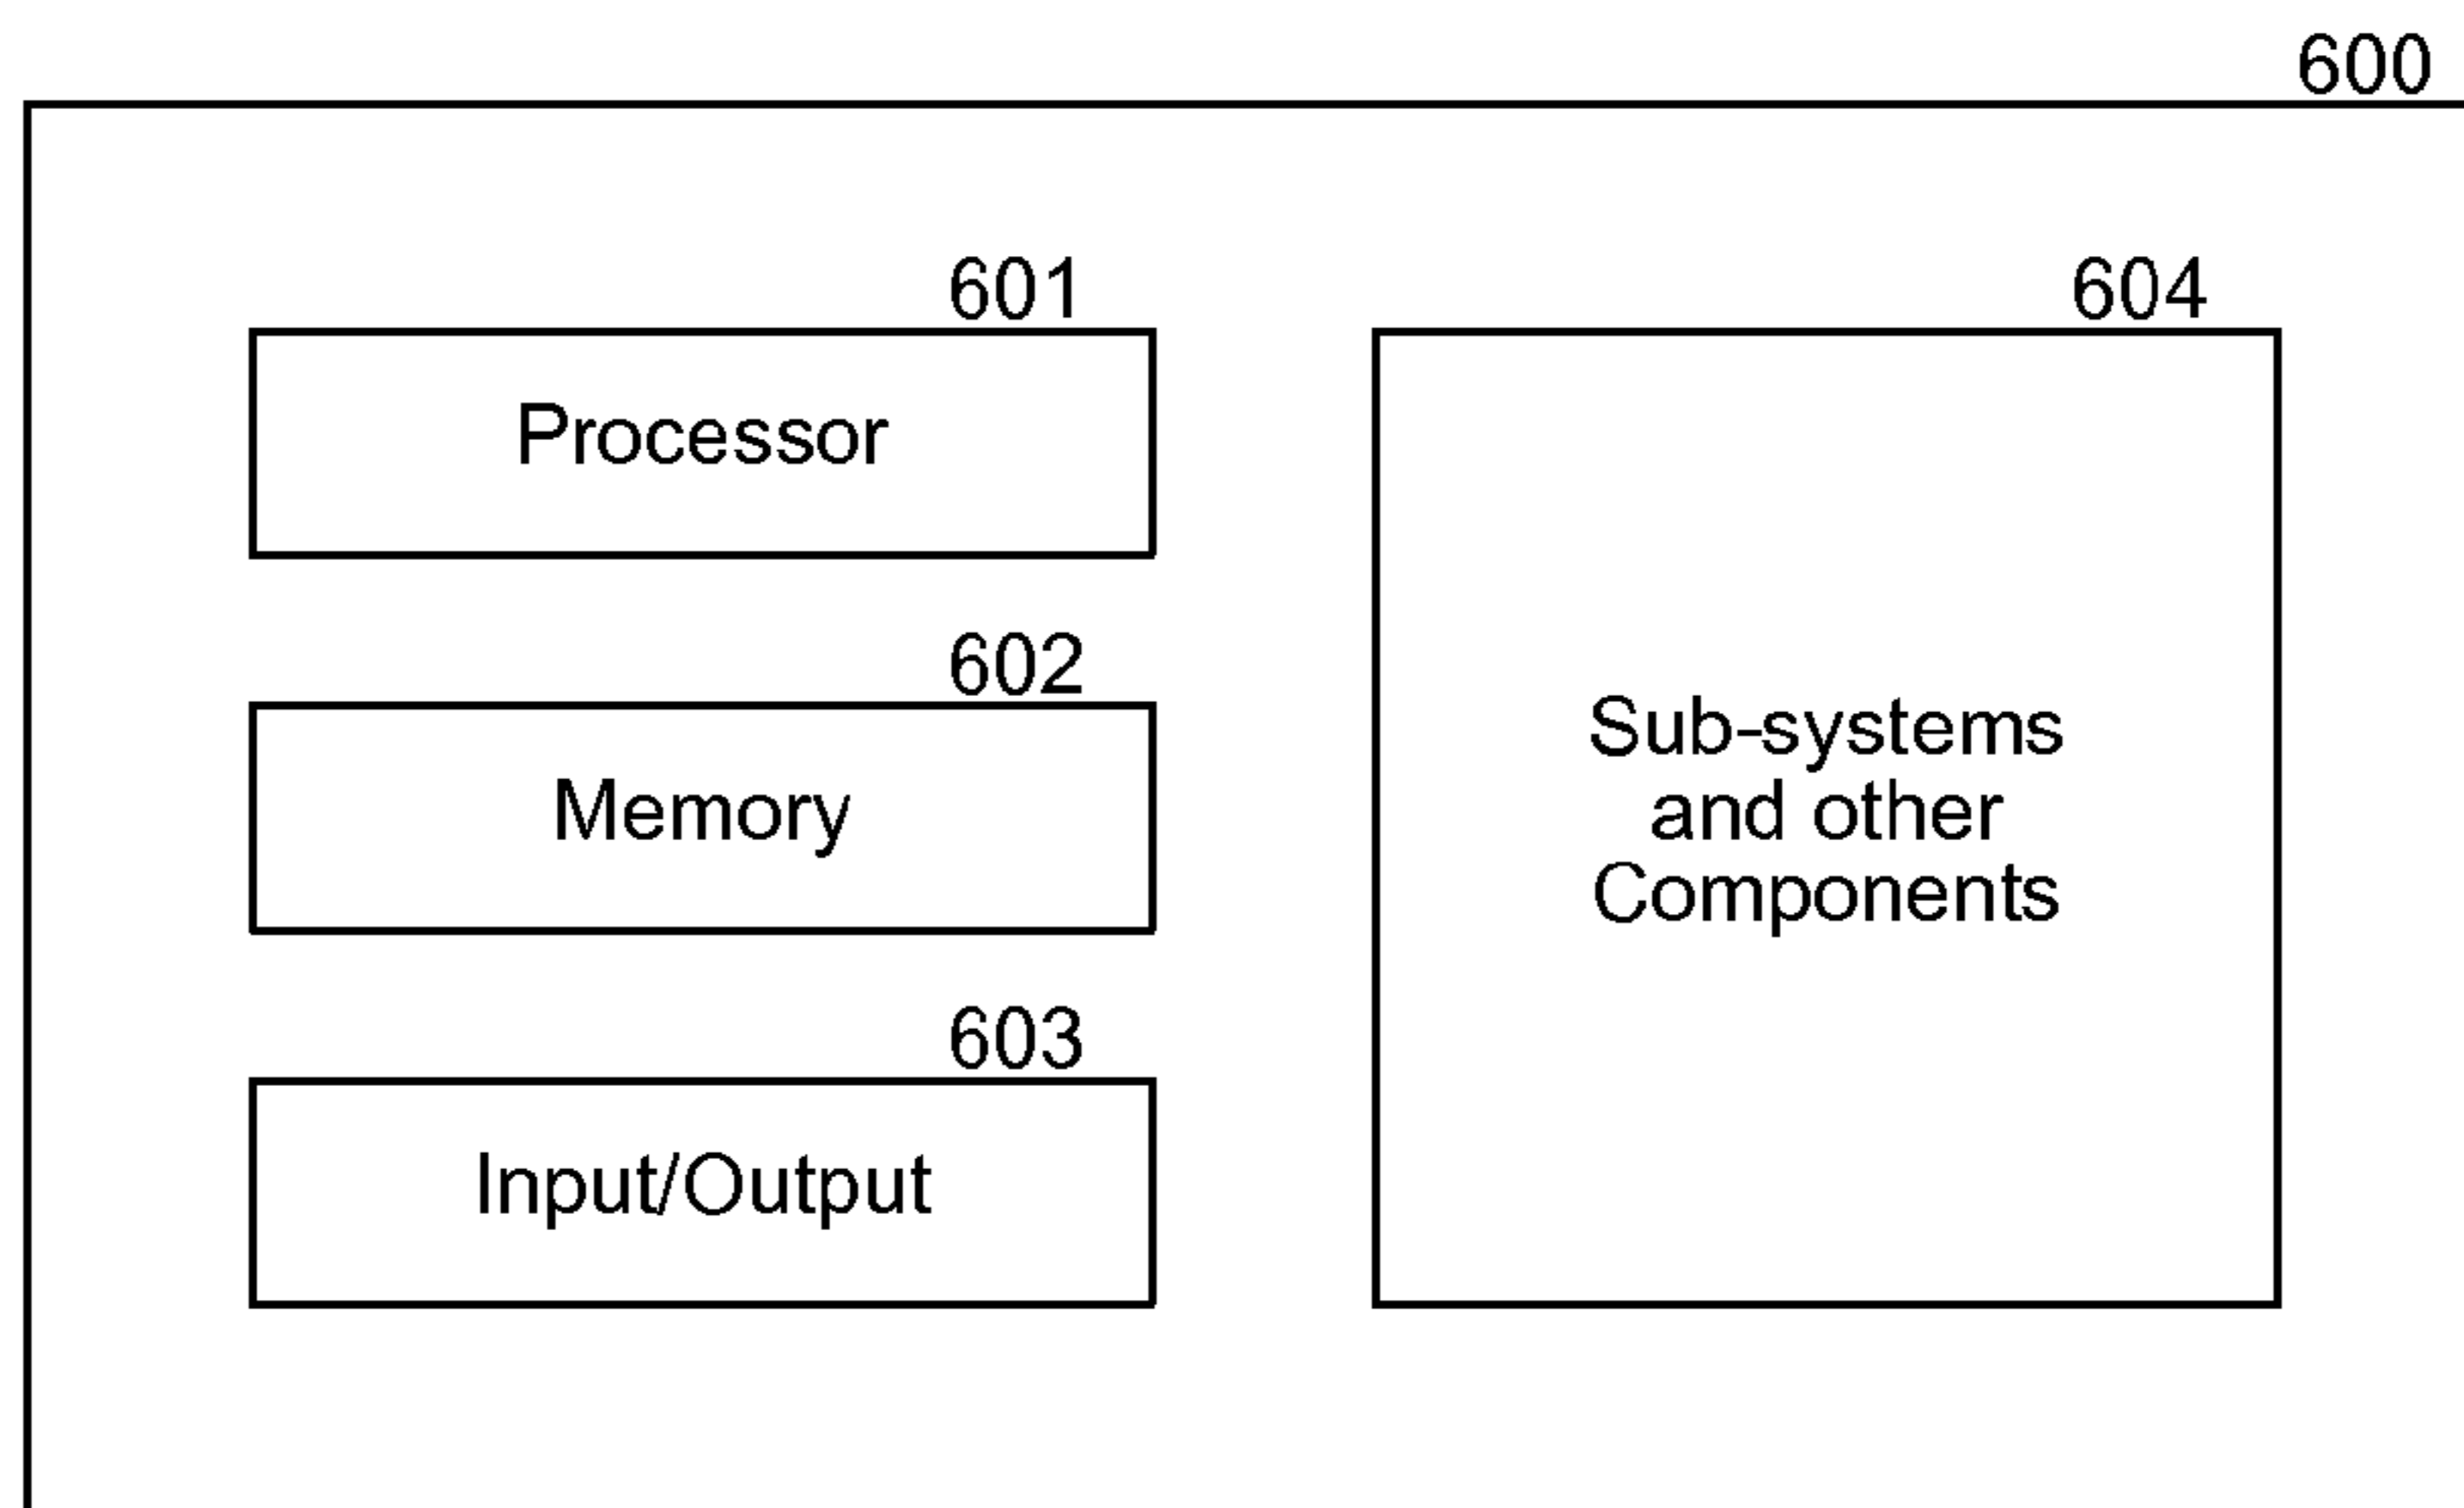 600
601
Processor
602
Memory
603
Input/Output
604
Sub-systems
and other
Components